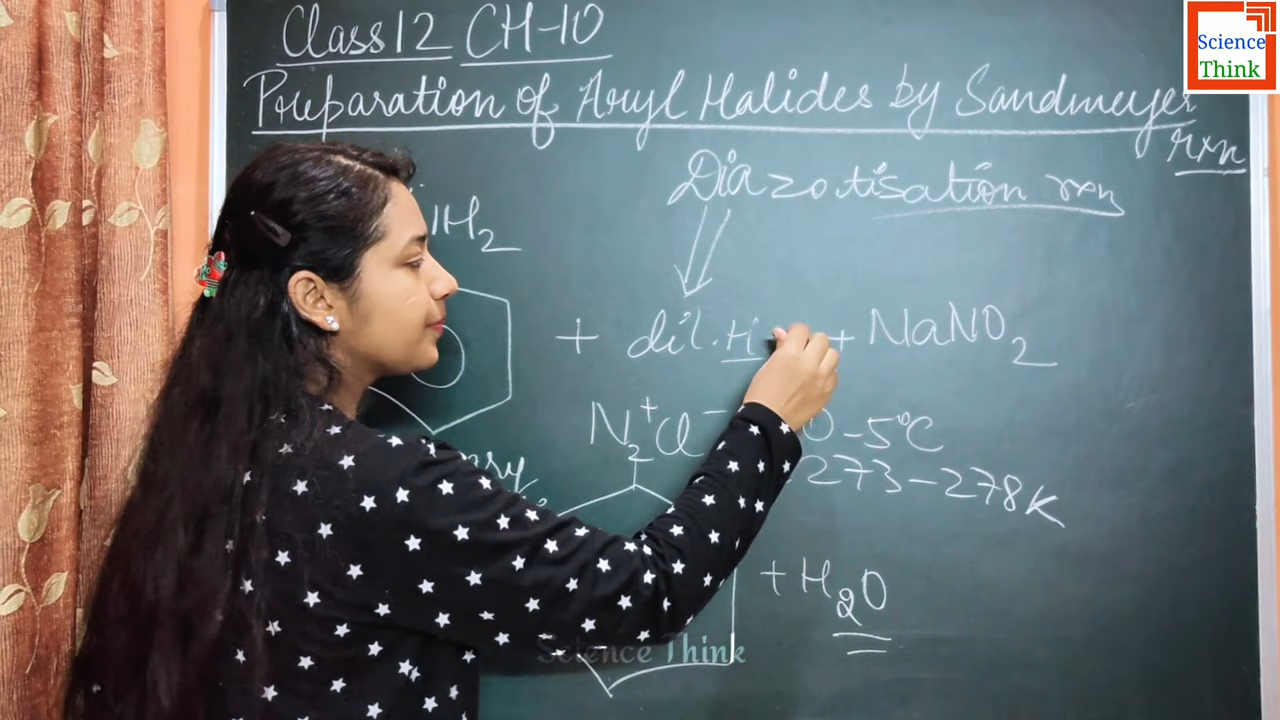 Class 12 CH-10
Science
Think
Preparation of Aryl Halides by Sandmeyer
rxn
Diazotisation rxn
H2
+ dil. H + NaNO2
N2+Cl- 0-5°C
273-278K
+ H2O
Science Think